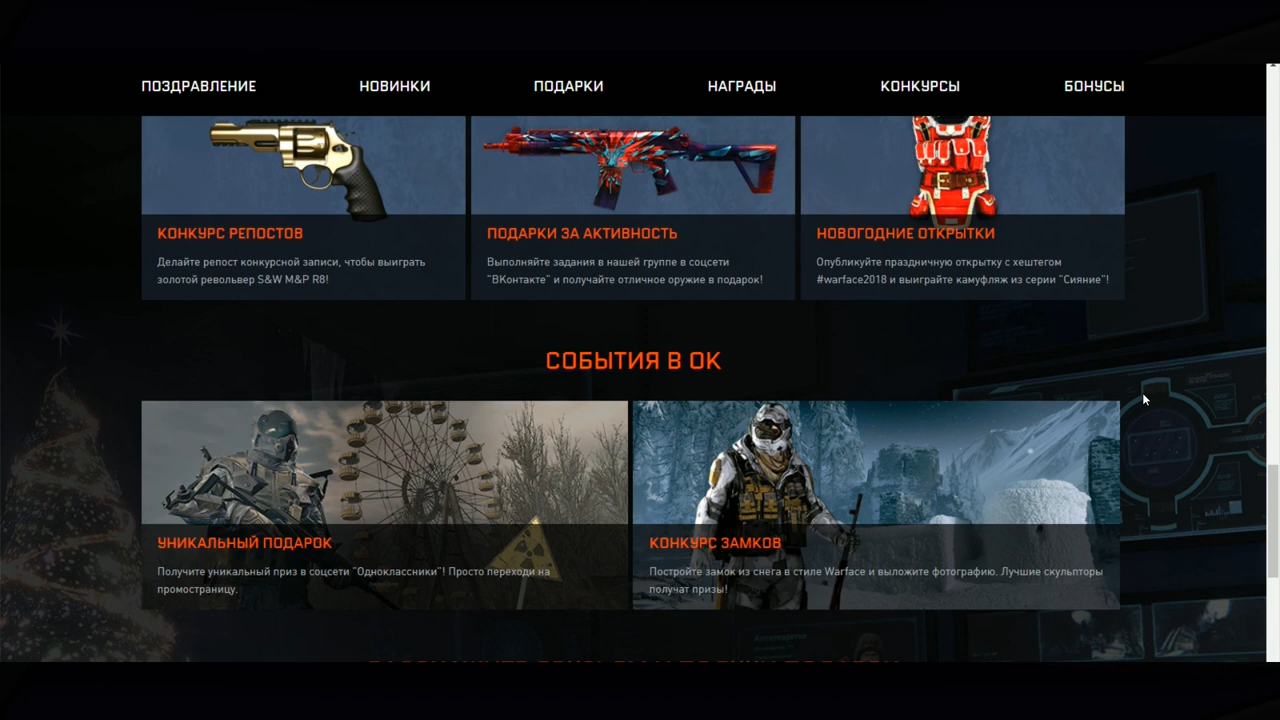 ПОЗДРАВЛЕНИЕ НОВИНКИ ПОДАРКИ НАГРАДЫ КОНКУРСЫ БОНУСЫ
КОНКУРС РЕПОСТОВ
Делайте репост конкурсной записи, чтобы выиграть
золотой револьвер S&W M&P R8!
ПОДАРКИ ЗА АКТИВНОСТЬ
Выполняйте задания в нашей группе в соцсети
"ВКонтакте" и получайте отличное оружие в подарок!
НОВОГОДНИЕ ОТКРЫТКИ
Опубликуйте праздничную открытку с хештегом
#warface2018 и выиграйте камуфляж из серии "Сияние"!
СОБЫТИЯ В ОК
УНИКАЛЬНЫЙ ПОДАРОК
Получите уникальный приз в соцсети "Одноклассники"! Просто переходи на
промостраницу.
КОНКУРС ЗАМКОВ
Постройте замок из снега в стиле Warface и выложите фотографию. Лучшие скульпторы
получат призы!